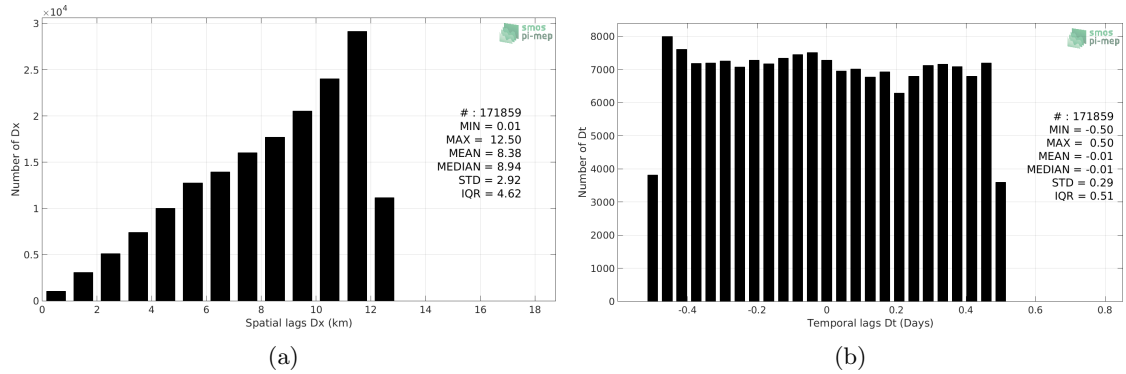 ×10⁴
3
2.5
2
1.5
1
0.5
0
Number of Dx
0 2 4 6 8 10 12 14 16 18
Spatial lags Dx (km)
smos
pi-mep
# : 171859
MIN = 0.01
MAX = 12.50
MEAN = 8.38
MEDIAN = 8.94
STD = 2.92
IQR = 4.62
(a)
8000
7000
6000
5000
4000
3000
2000
1000
0
Number of Dt
-0.4 -0.2 0 0.2 0.4 0.6 0.8
Temporal lags Dt (Days)
smos
pi-mep
# : 171859
MIN = -0.50
MAX = 0.50
MEAN = -0.01
MEDIAN = -0.01
STD = 0.29
IQR = 0.51
(b)